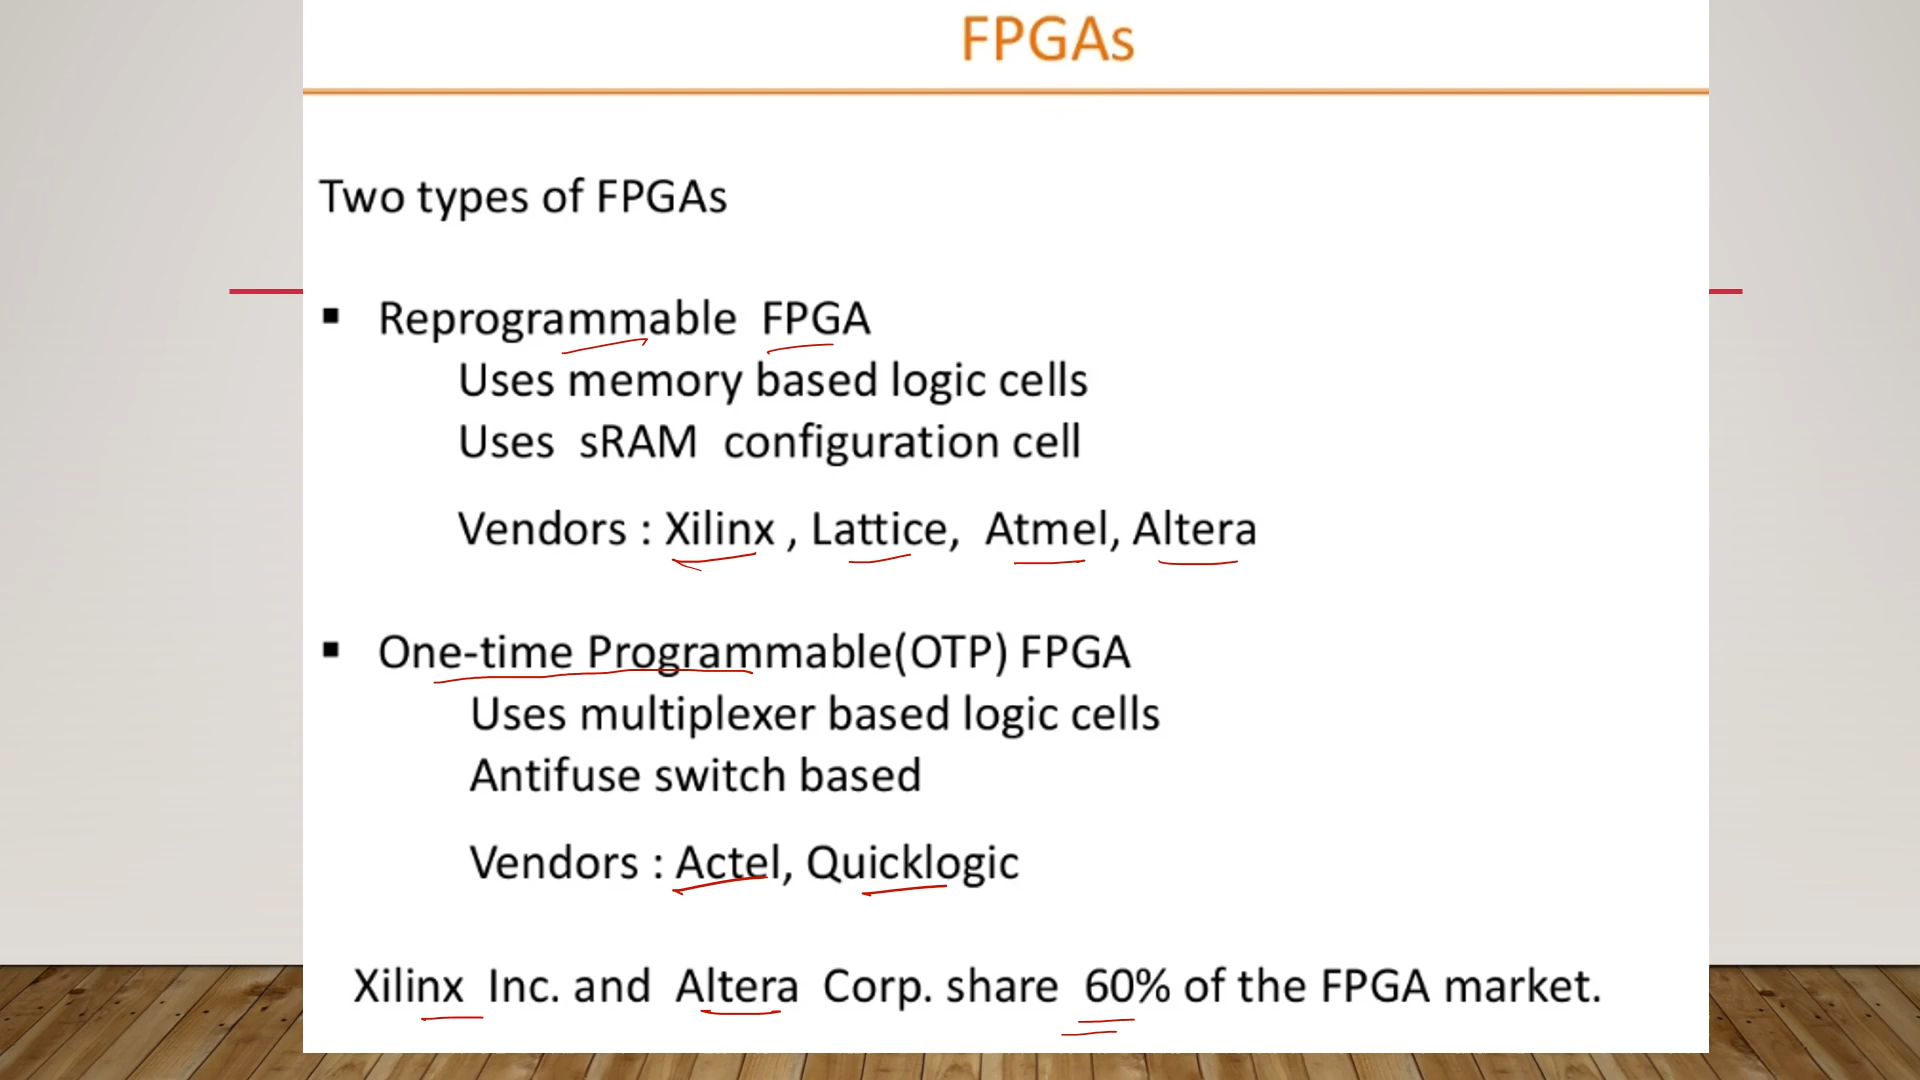 FPGAs
Two types of FPGAs
▪ Reprogrammable FPGA
Uses memory based logic cells
Uses sRAM configuration cell
Vendors : Xilinx , Lattice, Atmel, Altera
▪ One-time Programmable(OTP) FPGA
Uses multiplexer based logic cells
Antifuse switch based
Vendors : Actel, Quicklogic
Xilinx Inc. and Altera Corp. share 60% of the FPGA market.